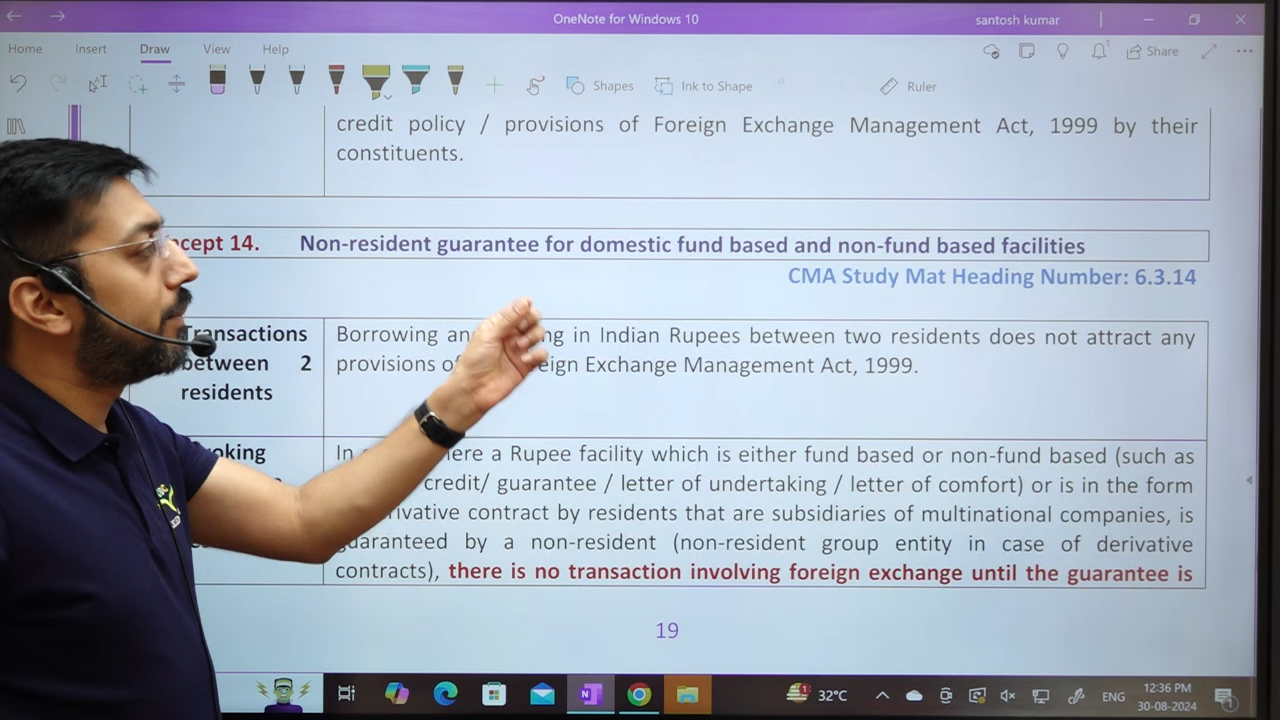 OneNote for Windows 10
santosh kumar
Home Insert Draw View Help
Share
Shapes Ink to Shape Ruler
credit policy / provisions of Foreign Exchange Management Act, 1999 by their
constituents.
cept 14. Non-resident guarantee for domestic fund based and non-fund based facilities
CMA Study Mat Heading Number: 6.3.14
Transactions
between 2
residents
Borrowing an ng in Indian Rupees between two residents does not attract any
provisions o eign Exchange Management Act, 1999.
oking
In ere a Rupee facility which is either fund based or non-fund based (such as
credit/ guarantee / letter of undertaking / letter of comfort) or is in the form
ivative contract by residents that are subsidiaries of multinational companies, is
guaranteed by a non-resident (non-resident group entity in case of derivative
contracts), there is no transaction involving foreign exchange until the guarantee is
19
32°C
ENG
12:36 PM
30-08-2024